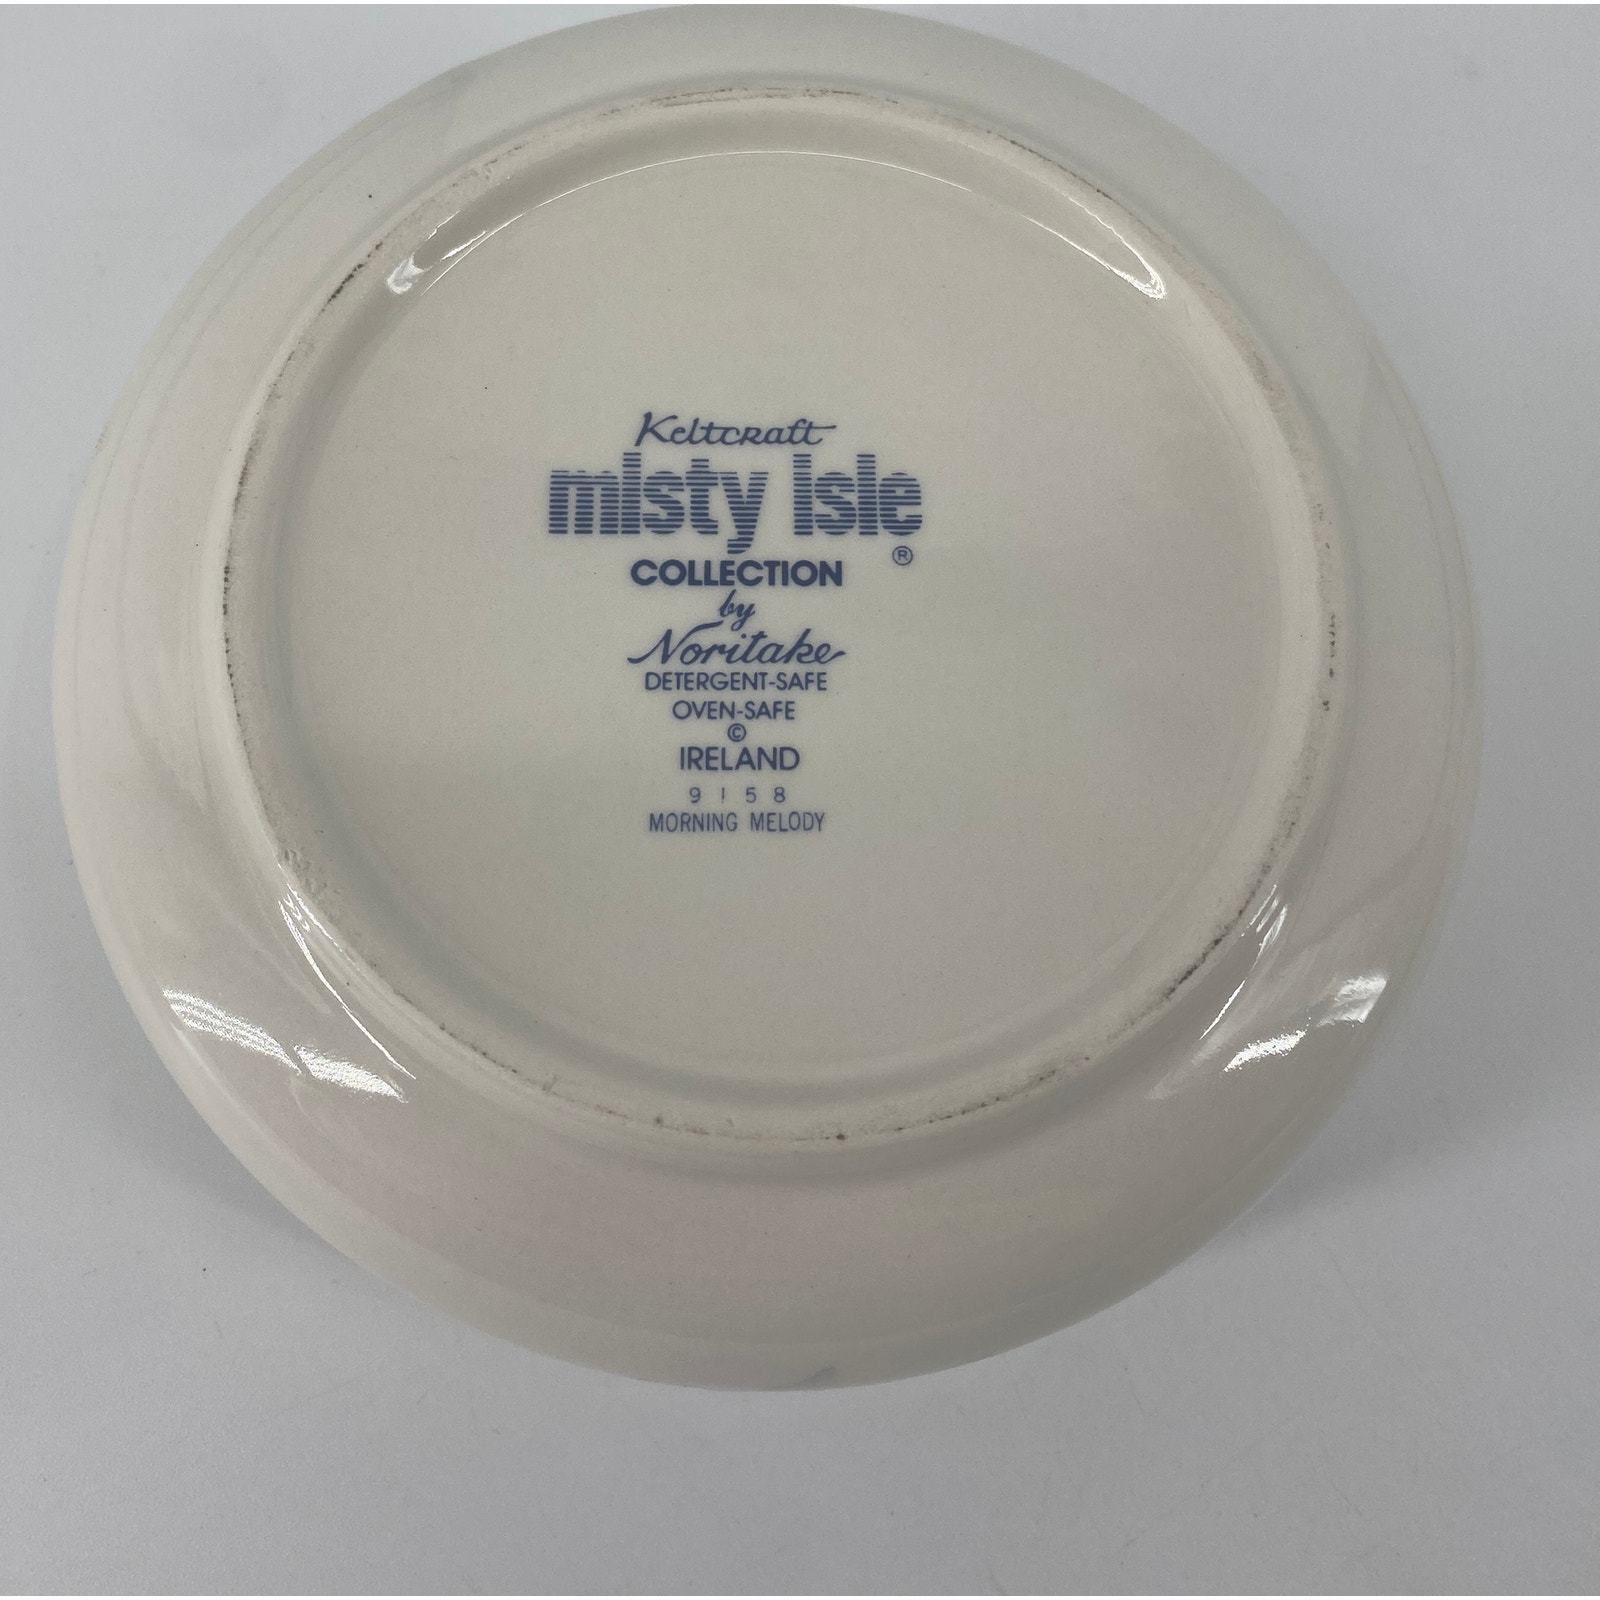 Keltcraft
misty isle
®
COLLECTION
by
Noritake
DETERGENT-SAFE
OVEN-SAFE
©
IRELAND
9158
MORNING MELODY